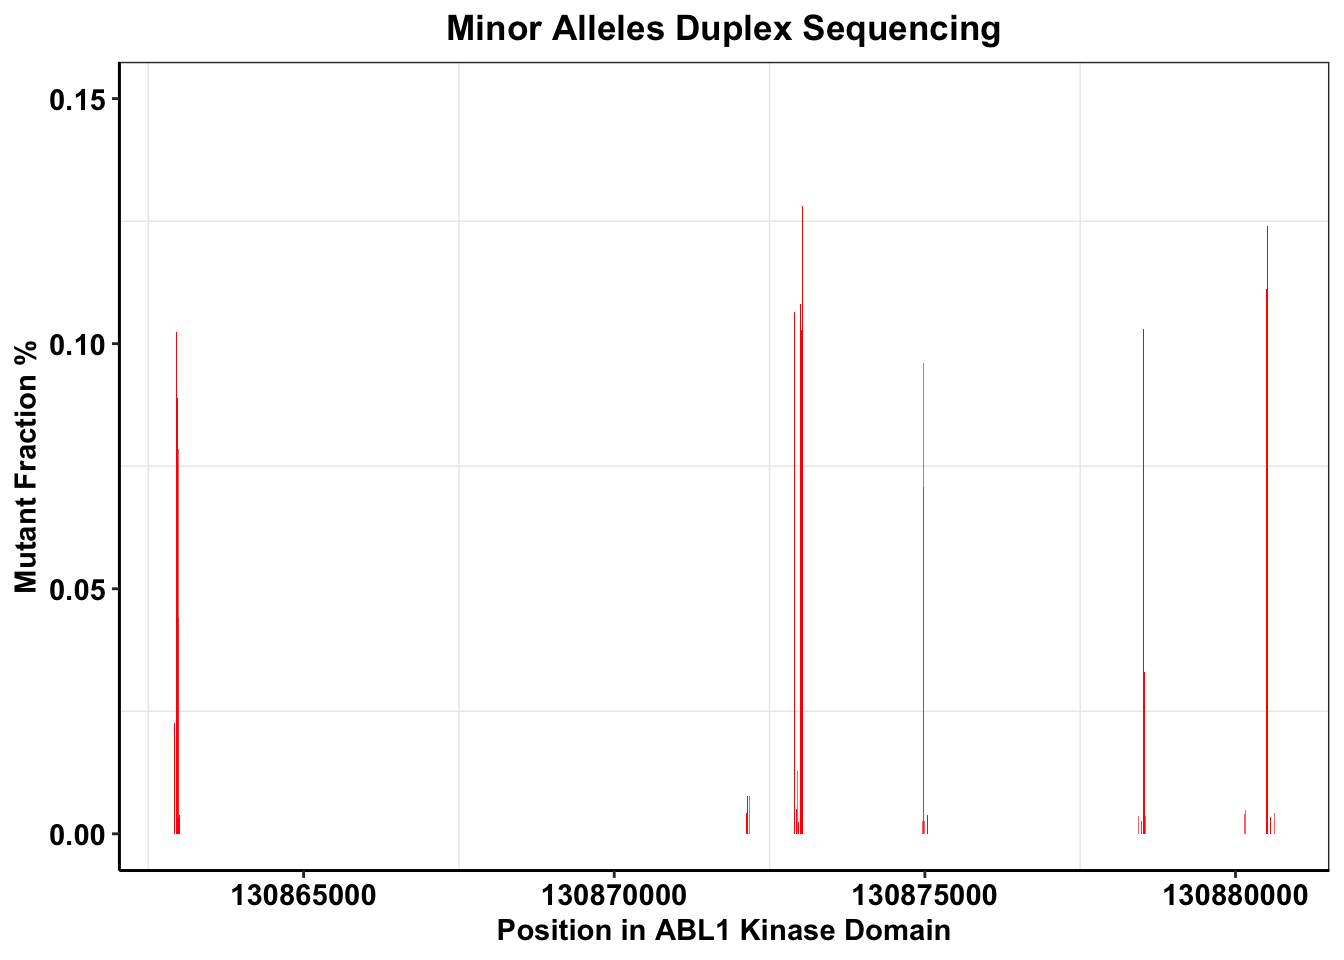 Minor Alleles Duplex Sequencing
0.15
0.10
0.05
0.00
Mutant Fraction %
130865000 130870000 130875000 130880000
Position in ABL1 Kinase Domain